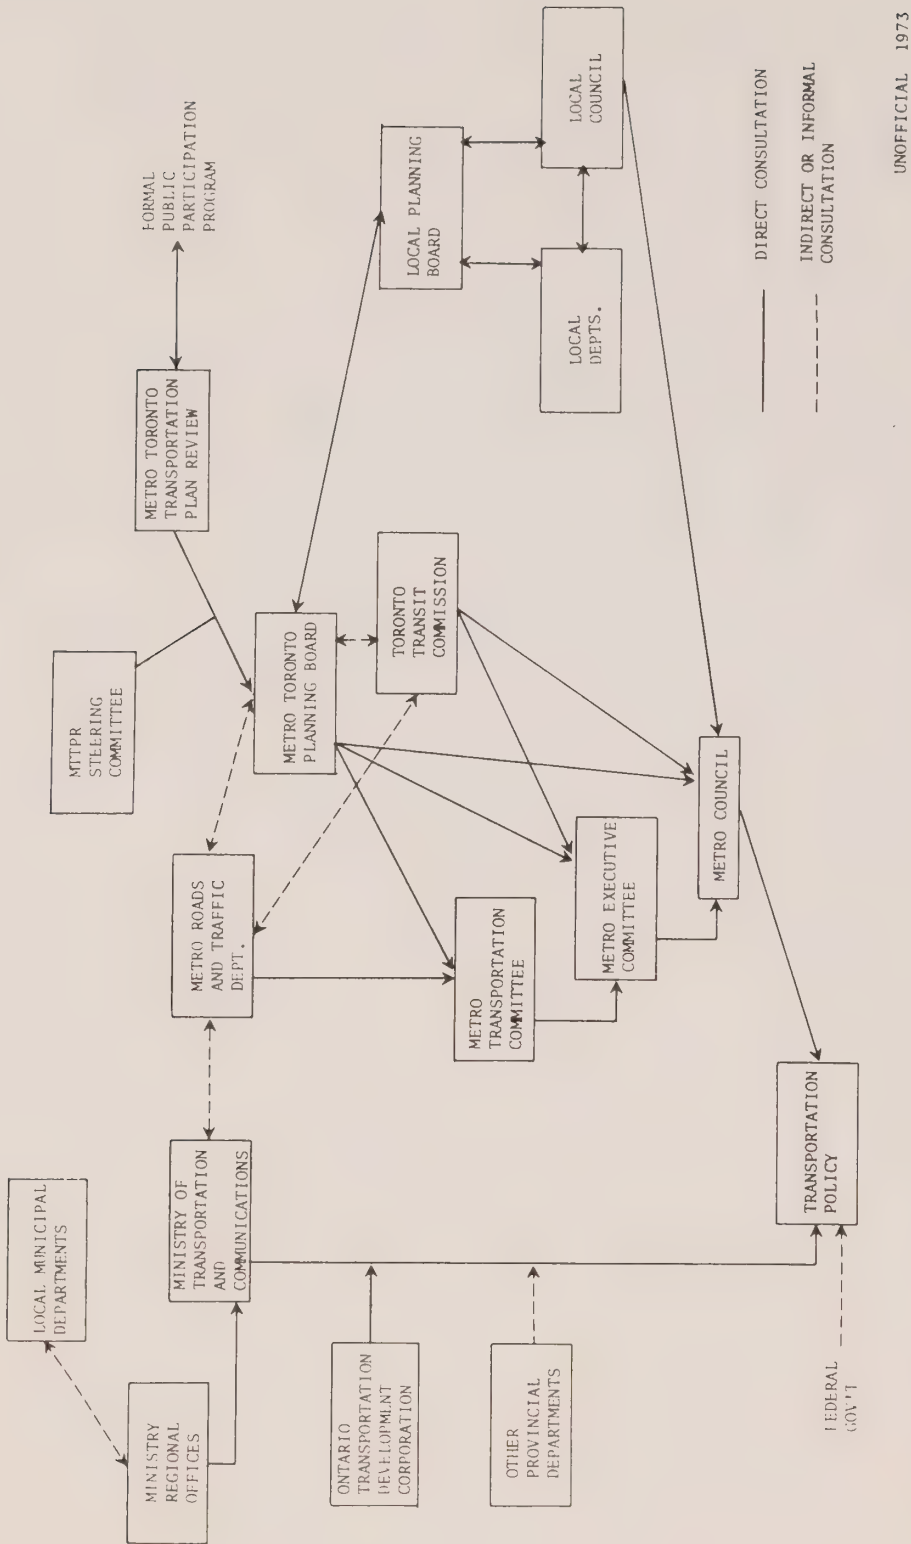 LOCAL MUNICIPAL
DEPARTMENTS
MINISTRY
REGIONAL
OFFICES
MINISTRY OF
TRANSPORTATION
AND
COMMUNICATIONS
METRO ROADS
AND TRAFFIC
DEPT.
MTTPR
STEERING
COMMITTEE
METRO TORONTO
TRANSPORTATION
PLAN REVIEW
FORMAL
PUBLIC
PARTICIPATION
PROGRAM
METRO TORONTO
PLANNING BOARD
ONTARIO
TRANSPORTATION
DEVELOPMENT
CORPORATION
TORONTO
TRANSIT
COMMISSION
LOCAL PLANNING
BOARD
METRO
TRANSPORTATION
COMMITTEE
OTHER
PROVINCIAL
DEPARTMENTS
METRO EXECUTIVE
COMMITTEE
LOCAL
DEPTS.
LOCAL
COUNCIL
METRO COUNCIL
TRANSPORTATION
POLICY
FEDERAL
GOV'T
DIRECT CONSULTATION
INDIRECT OR INFORMAL
CONSULTATION
UNOFFICIAL 1973